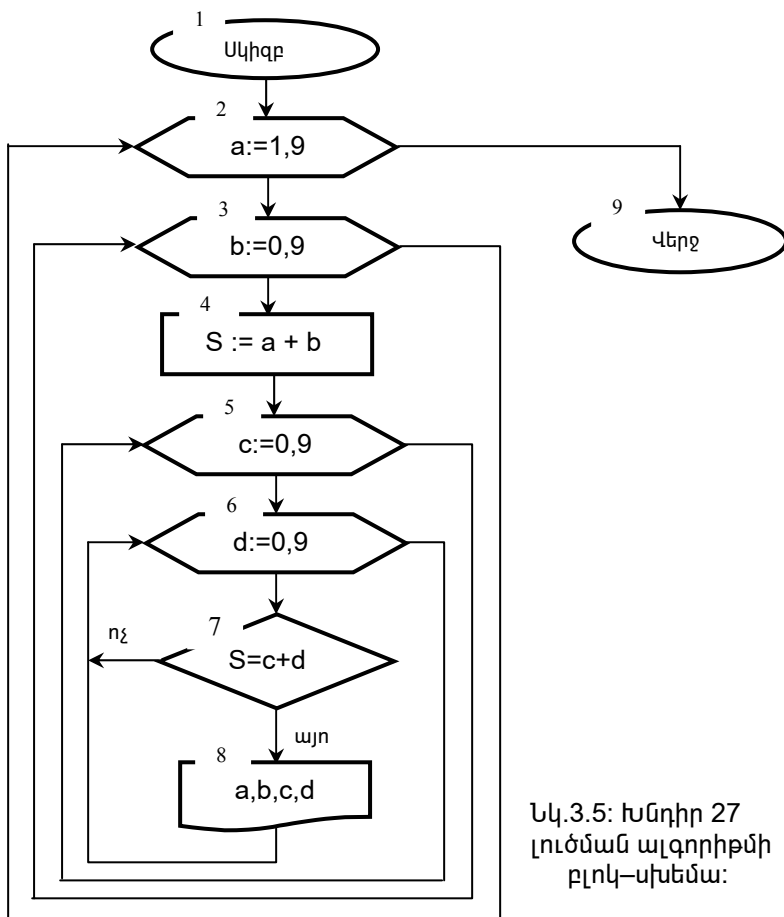 1
Սկիզբ
2
a:=1,9
3
b:=0,9
9
Վերջ
4
S := a + b
5
c:=0,9
6
d:=0,9
7
ոչ
S=c+d
այո
8
a,b,c,d
Նկ.3.5: Խնդիր 27
լուծման ալգորիթմի
բլոկ–սխեմա: